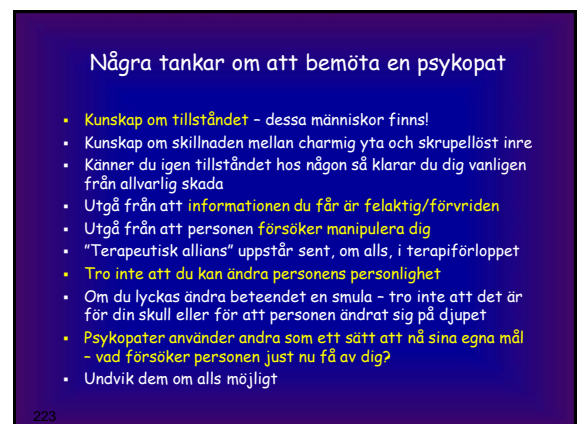 Några tankar om att bemöta en psykopat
▪ Kunskap om tillståndet – dessa människor finns!
▪ Kunskap om skillnaden mellan charmig yta och skrupellöst inre
▪ Känner du igen tillståndet hos någon så klarar du dig vanligen
från allvarlig skada
▪ Utgå från att informationen du får är felaktig/förvriden
▪ Utgå från att personen försöker manipulera dig
▪ ”Terapeutisk allians” uppstår sent, om alls, i terapiförloppet
▪ Tro inte att du kan ändra personens personlighet
▪ Om du lyckas ändra beteendet en smula – tro inte att det är
för din skull eller för att personen ändrat sig på djupet
▪ Psykopater använder andra som ett sätt att nå sina egna mål
– vad försöker personen just nu få av dig?
▪ Undvik dem om alls möjligt
223